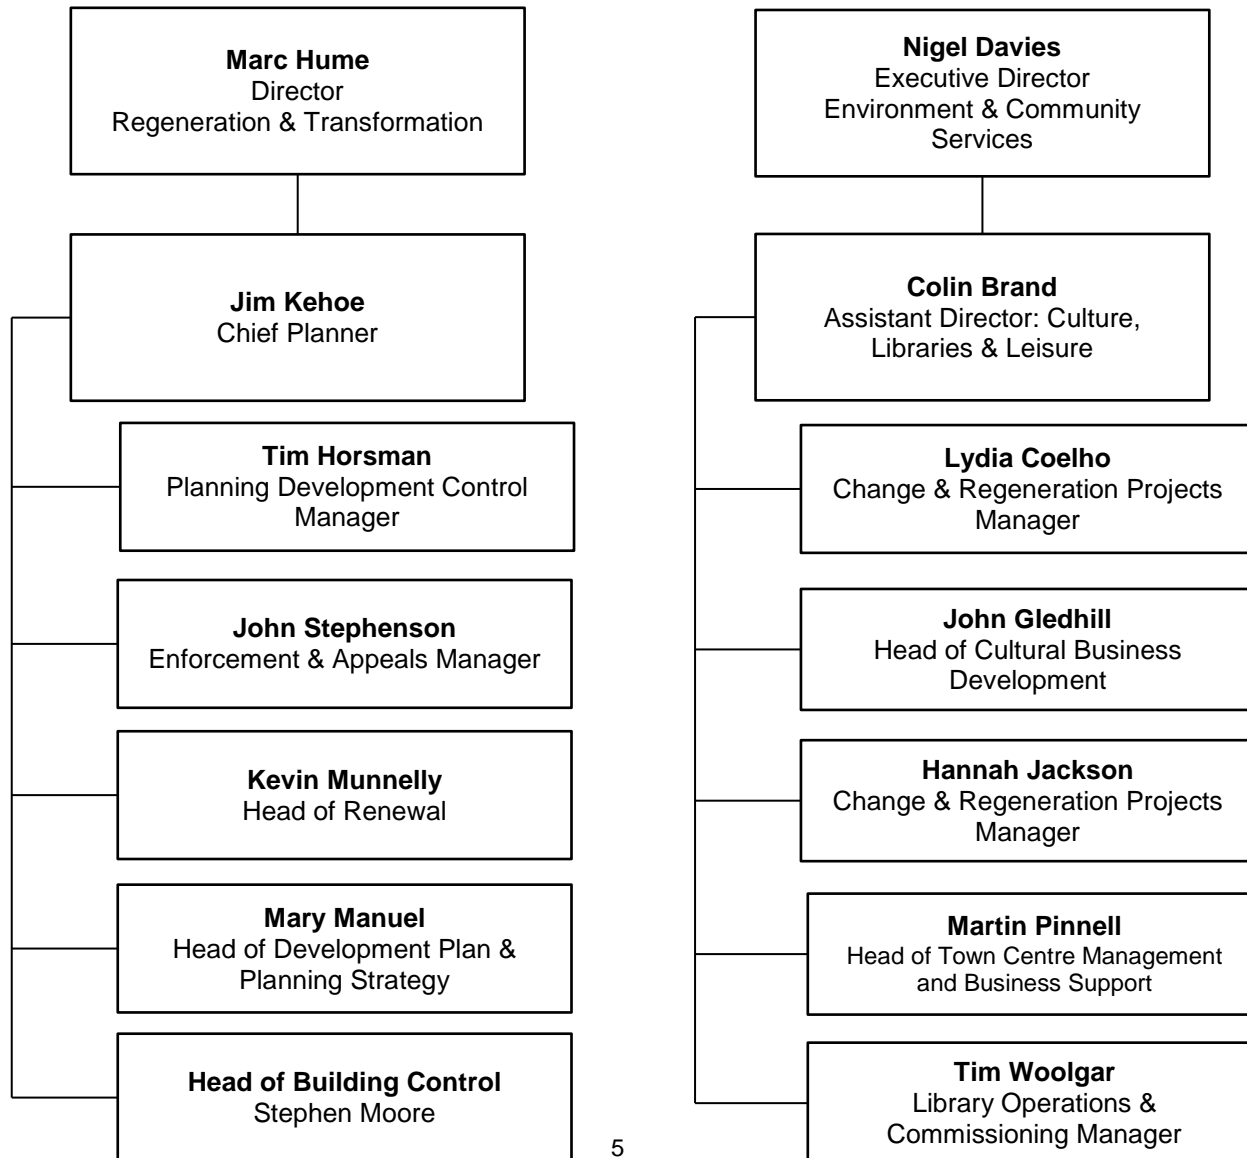 Marc Hume
Director
Regeneration & Transformation
Jim Kehoe
Chief Planner
Tim Horsman
Planning Development Control
Manager
John Stephenson
Enforcement & Appeals Manager
Kevin Munnelly
Head of Renewal
Mary Manuel
Head of Development Plan &
Planning Strategy
Head of Building Control
Stephen Moore
Nigel Davies
Executive Director
Environment & Community
Services
Colin Brand
Assistant Director: Culture,
Libraries & Leisure
Lydia Coelho
Change & Regeneration Projects
Manager
John Gledhill
Head of Cultural Business
Development
Hannah Jackson
Change & Regeneration Projects
Manager
Martin Pinnell
Head of Town Centre Management
and Business Support
Tim Woolgar
Library Operations &
Commissioning Manager
5